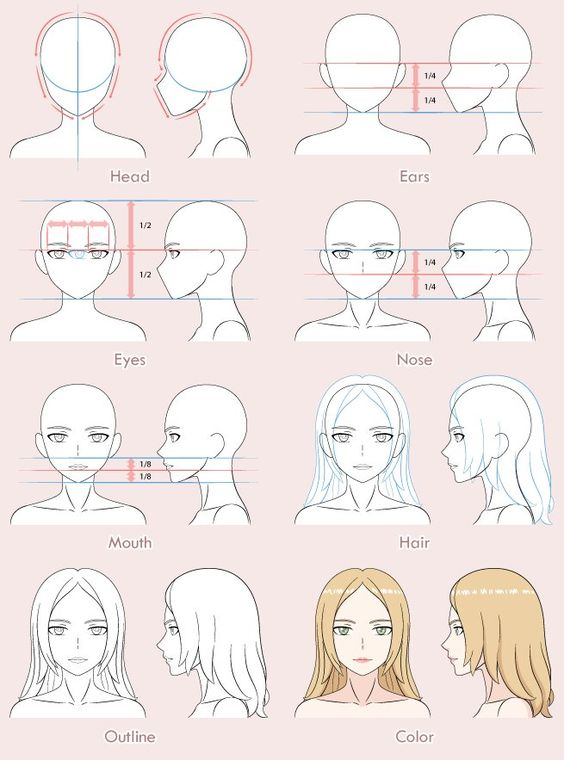 1/4
1/4
Head
Ears
1/2
1/2
1/4
1/4
Eyes
Nose
1/8
1/8
Mouth
Hair
Outline
Color